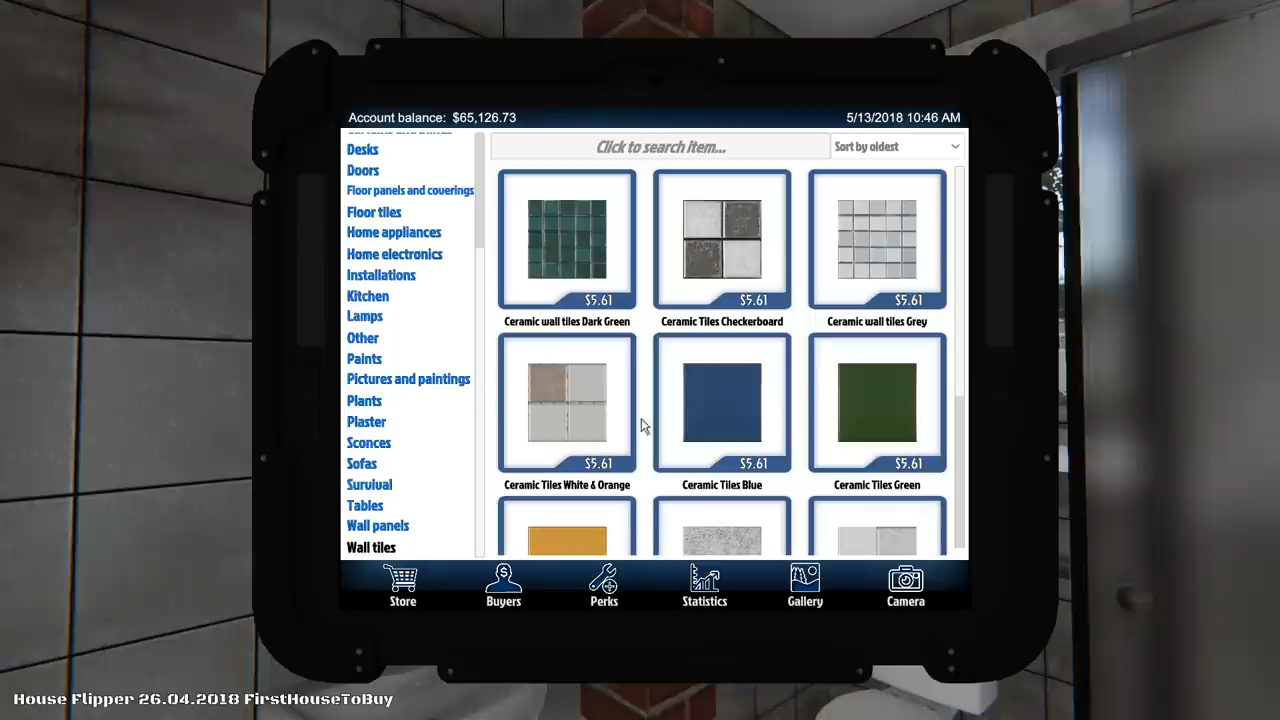 Account balance: $65,126.73
5/13/2018 10:46 AM
Desks
Doors
Floor panels and coverings
Floor tiles
Home appliances
Home electronics
Installations
Kitchen
Lamps
Other
Paints
Pictures and paintings
Plants
Plaster
Sconces
Sofas
Survival
Tables
Wall panels
Wall tiles
Click to search item...
Sort by oldest
$5.61
$5.61
$5.61
Ceramic wall tiles Dark Green
Ceramic Tiles Checkerboard
Ceramic wall tiles Grey
$5.61
$5.61
$5.61
Ceramic Tiles White & Orange
Ceramic Tiles Blue
Ceramic Tiles Green
Store
Buyers
Perks
Statistics
Gallery
Camera
House Flipper 26.04.2018 FirstHouseToBuy